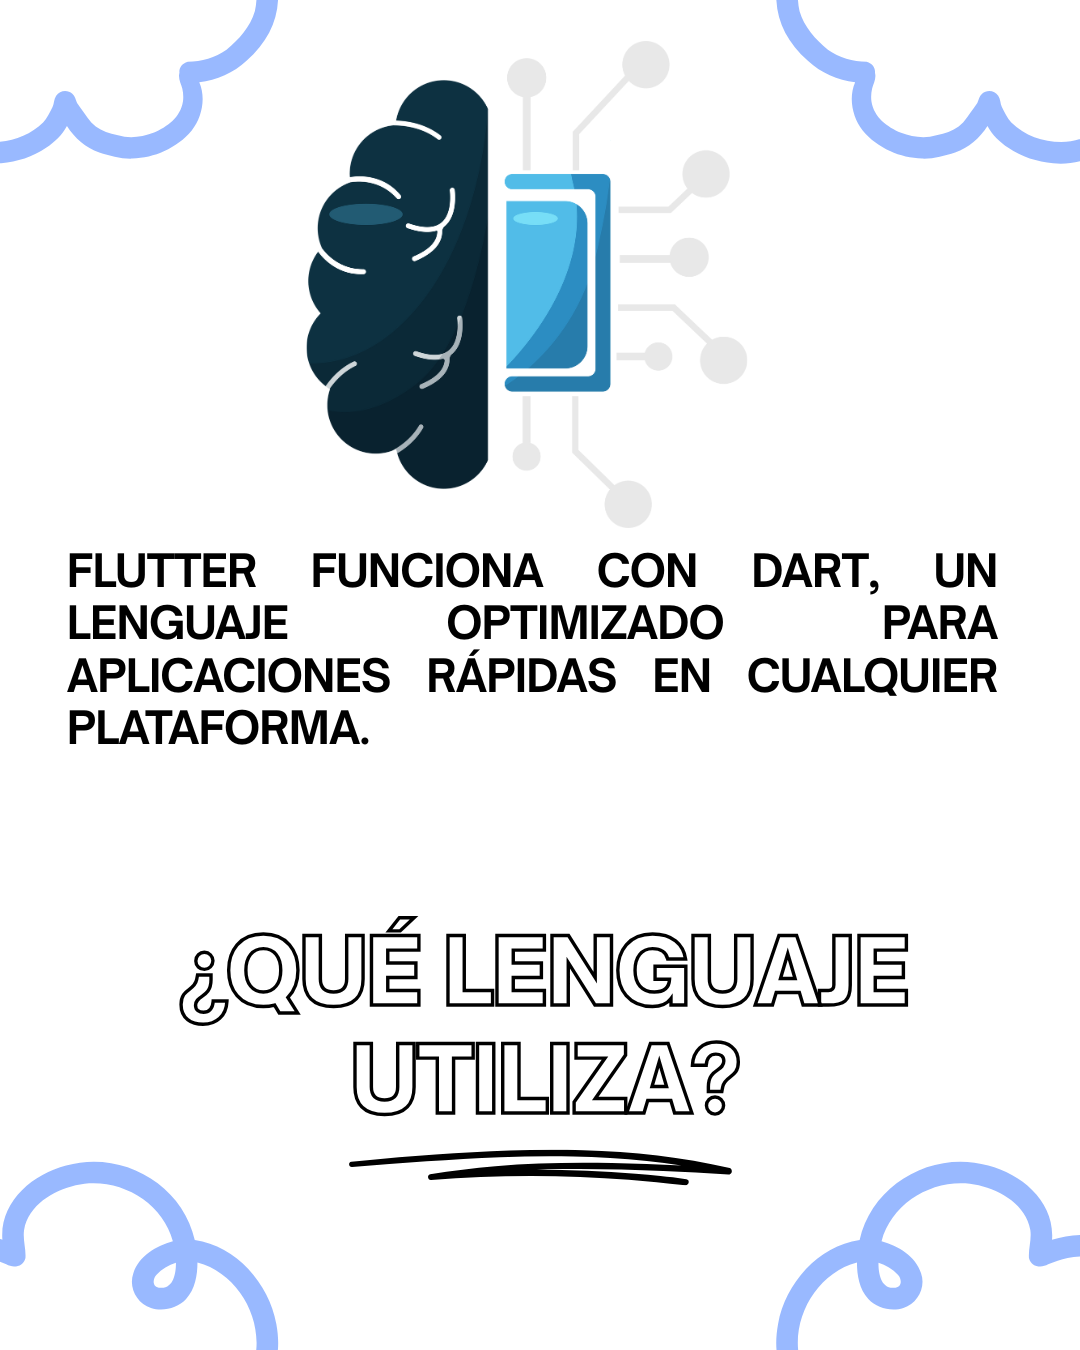 FLUTTER FUNCIONA CON DART, UN
LENGUAJE OPTIMIZADO PARA
APLICACIONES RÁPIDAS EN CUALQUIER
PLATAFORMA.
¿QUÉ LENGUAJE
UTILIZA?